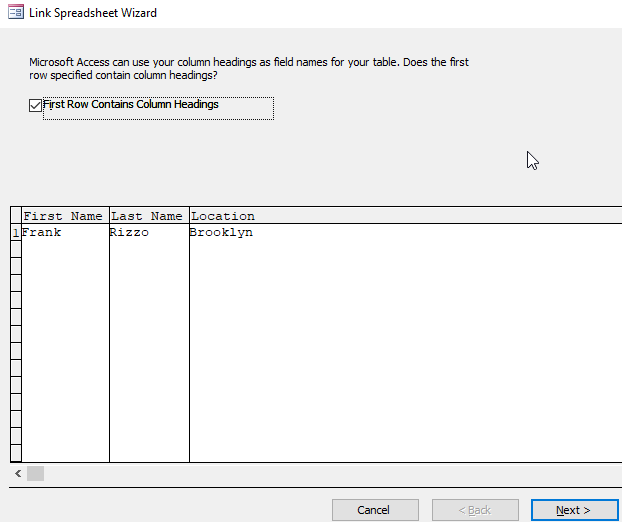 Link Spreadsheet Wizard
Microsoft Access can use your column headings as field names for your table. Does the first
row specified contain column headings?
First Row Contains Column Headings
First Name Last Name Location
1 Frank Rizzo Brooklyn
<
Cancel < Back Next >